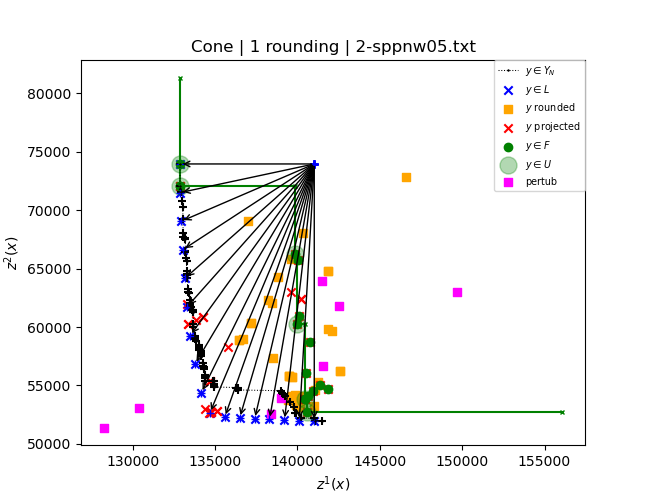 Cone | 1 rounding | 2-sppnw05.txt
z²(x)
80000
75000
70000
65000
60000
55000
50000
130000 135000 140000 145000 150000 155000
z¹(x)
y ∈ Y_N
y ∈ L
y rounded
y projected
y ∈ F
y ∈ U
pertub